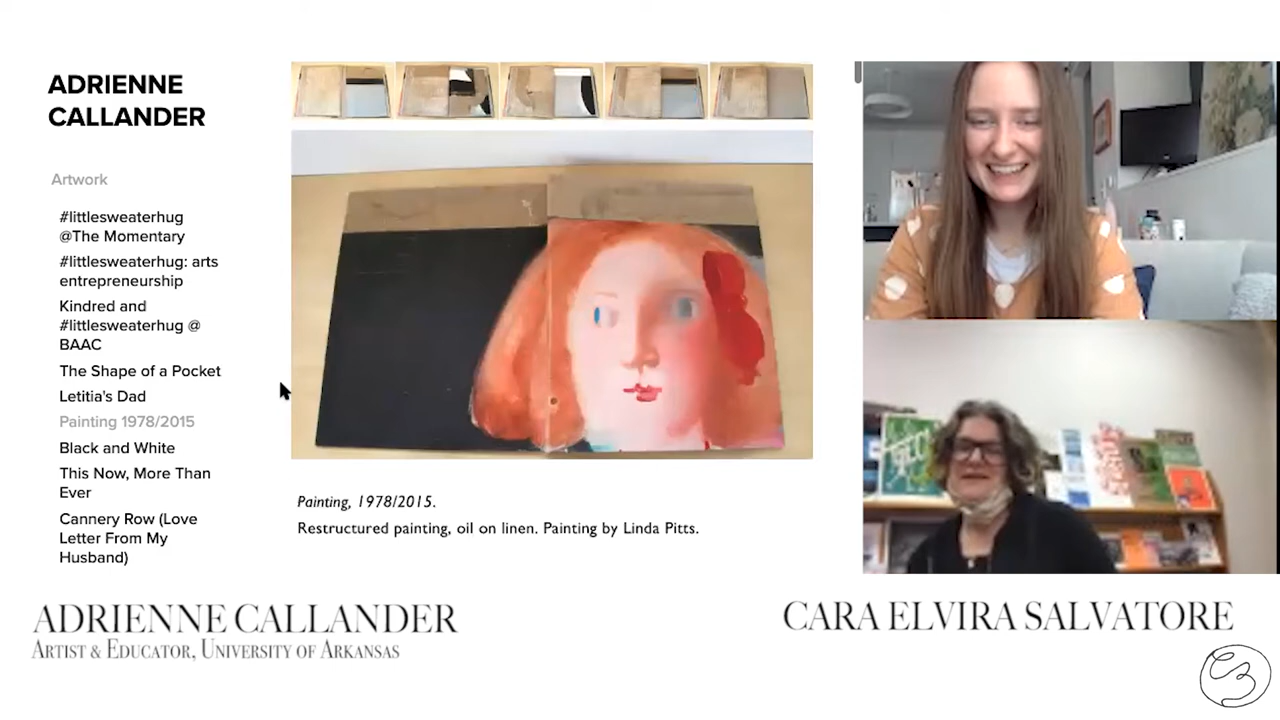 ADRIENNE
CALLANDER
Artwork
#littlesweaterhug
@The Momentary
#littlesweaterhug: arts
entrepreneurship
Kindred and
#littlesweaterhug @
BAAC
The Shape of a Pocket
Letitia's Dad
Painting 1978/2015
Black and White
This Now, More Than
Ever
Cannery Row (Love
Letter From My
Husband)
Painting, 1978/2015.
Restructured painting, oil on linen. Painting by Linda Pitts.
ADRIENNE CALLANDER
ARTIST & EDUCATOR, UNIVERSITY OF ARKANSAS
CARA ELVIRA SALVATORE